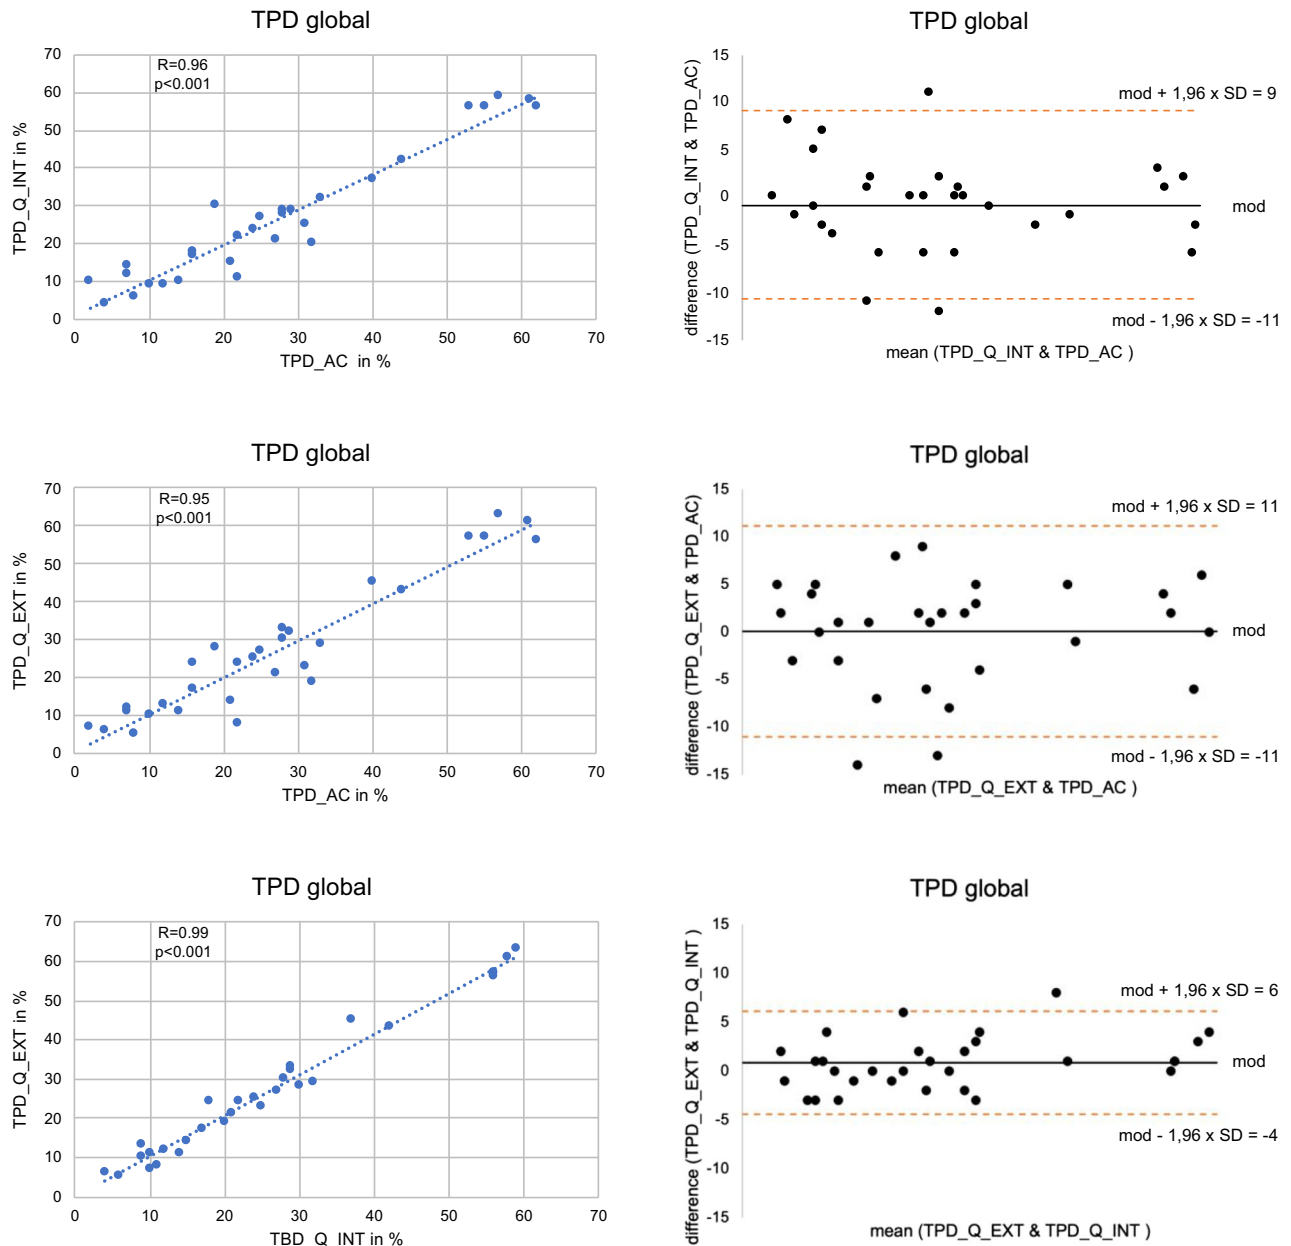 TPD global
R=0.96
p<0.001
70
60
50
40
30
20
10
0
0 10 20 30 40 50 60 70
TPD_Q_INT in %
TPD_AC in %
TPD global
15
10
5
0
-5
-10
-15
difference (TPD_Q_INT & TPD_AC)
mod + 1,96 x SD = 9
mod
mod - 1,96 x SD = -11
mean (TPD_Q_INT & TPD_AC )
TPD global
R=0.95
p<0.001
70
60
50
40
30
20
10
0
0 10 20 30 40 50 60 70
TPD_Q_EXT in %
TPD_AC in %
TPD global
15
10
5
0
-5
-10
-15
difference (TPD_Q_EXT & TPD_AC)
mod + 1,96 x SD = 11
mod
mod - 1,96 x SD = -11
mean (TPD_Q_EXT & TPD_AC )
TPD global
R=0.99
p<0.001
70
60
50
40
30
20
10
0
0 10 20 30 40 50 60 70
TPD_Q_EXT in %
TBD_Q_INT in %
TPD global
15
10
5
0
-5
-10
-15
difference (TPD_Q_EXT & TPD_Q_INT )
mod + 1,96 x SD = 6
mod
mod - 1,96 x SD = -4
mean (TPD_Q_EXT & TPD_Q_INT )